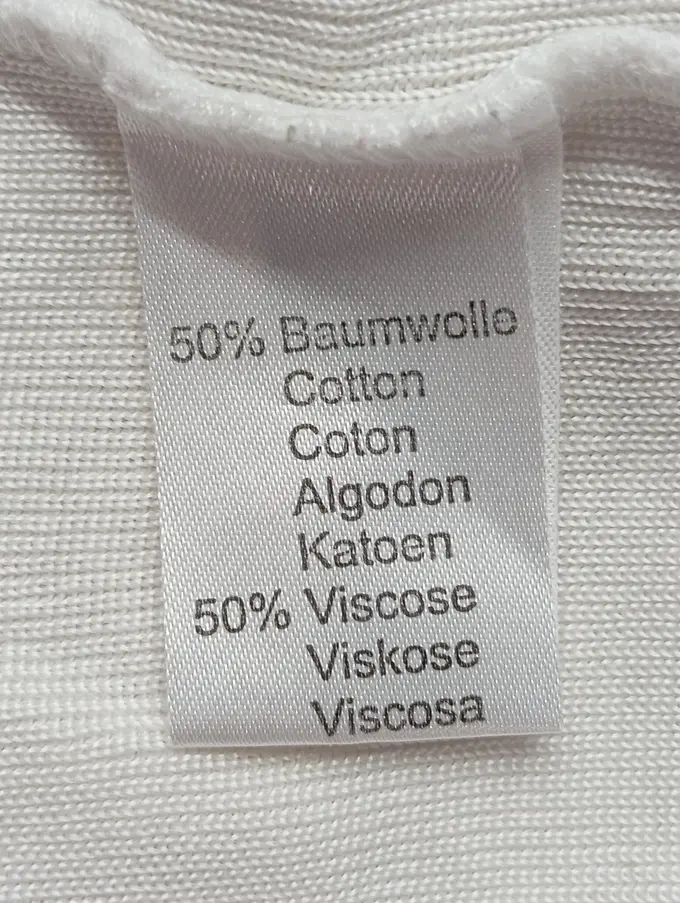 50% Baumwolle
Cotton
Coton
Algodon
Katoen
50% Viscose
Viskose
Viscosa